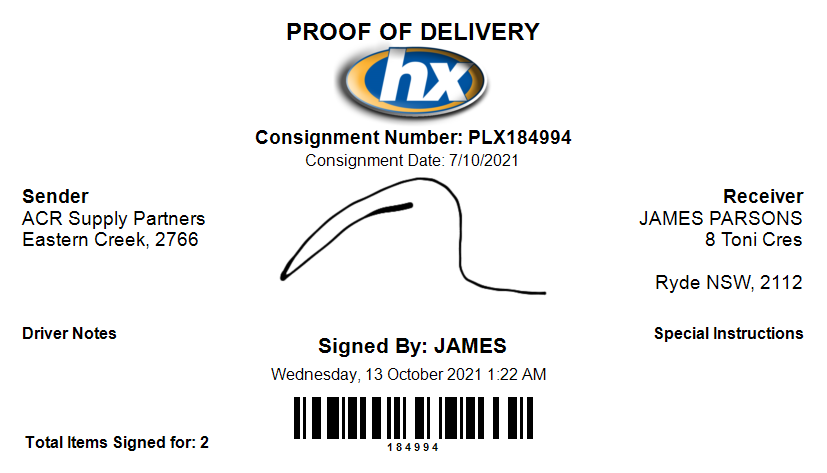 PROOF OF DELIVERY
hx
Consignment Number: PLX184994
Consignment Date: 7/10/2021
Sender
ACR Supply Partners
Eastern Creek, 2766
Receiver
JAMES PARSONS
8 Toni Cres
Ryde NSW, 2112
Driver Notes
Special Instructions
Signed By: JAMES
Wednesday, 13 October 2021 1:22 AM
184994
Total Items Signed for: 2